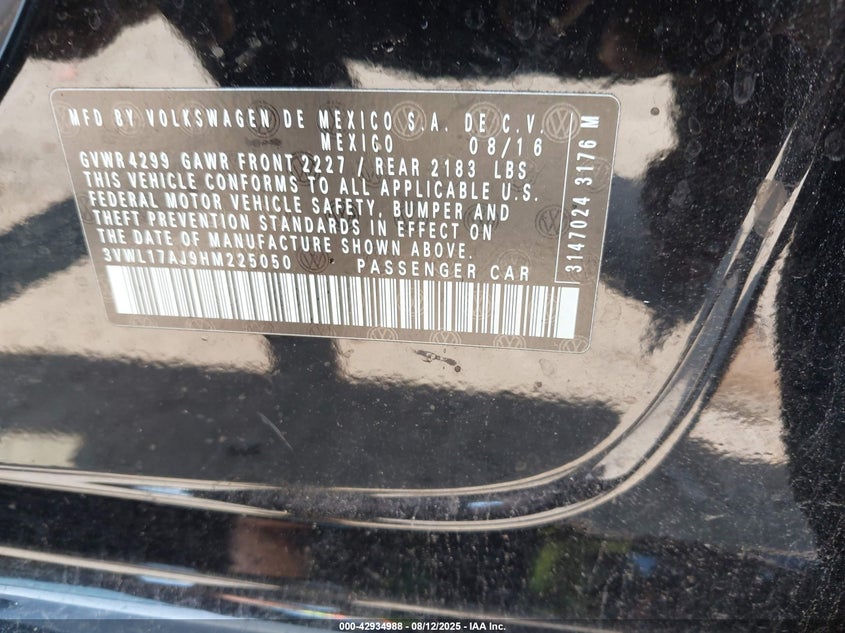 MFD BY VOLKSWAGEN DE MEXICO S.A. DE C.V.
MEXICO 08/16
GVWR 4299 GAWR FRONT 2227 / REAR 2183 LBS
THIS VEHICLE CONFORMS TO ALL APPLICABLE U.S.
FEDERAL MOTOR VEHICLE SAFETY, BUMPER AND
THEFT PREVENTION STANDARDS IN EFFECT ON
THE DATE OF MANUFACTURE SHOWN ABOVE.
3VWL17AJ9HM225050 PASSENGER CAR
3147024 3176 M
000-42934988 - 08/12/2025 - IAA Inc.